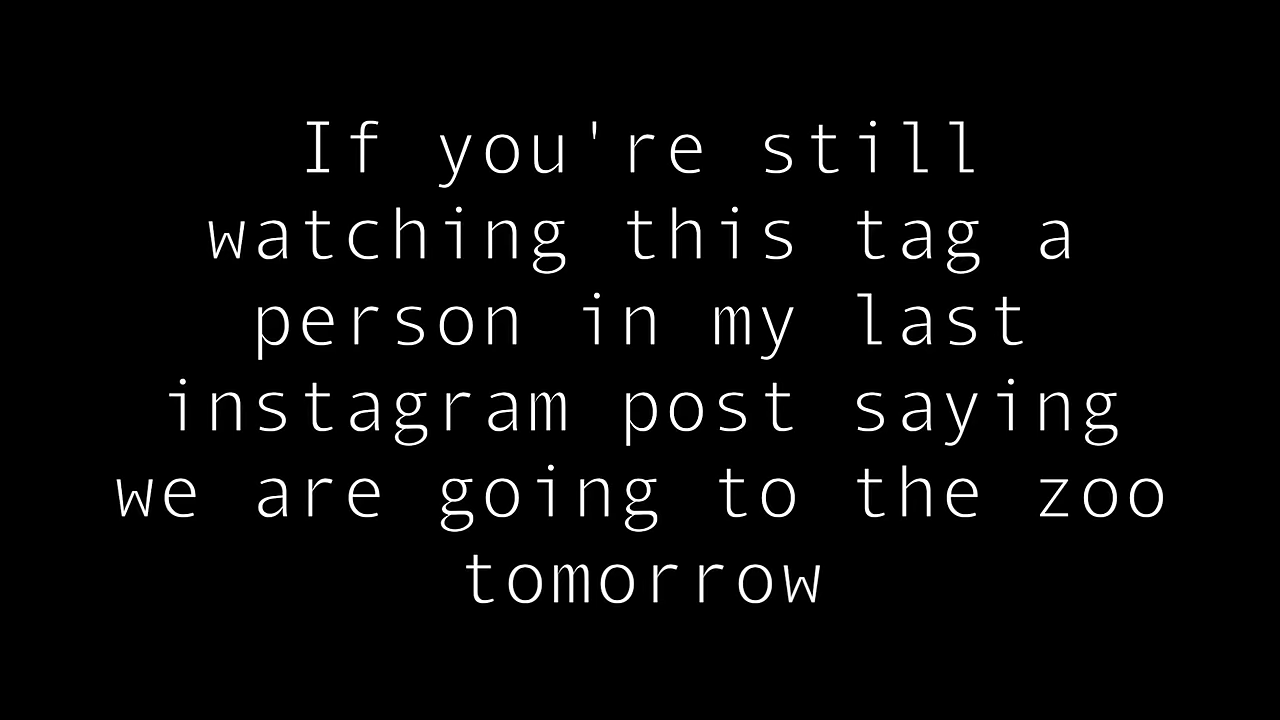 If you're still
watching this tag a
person in my last
instagram post saying
we are going to the zoo
tomorrow